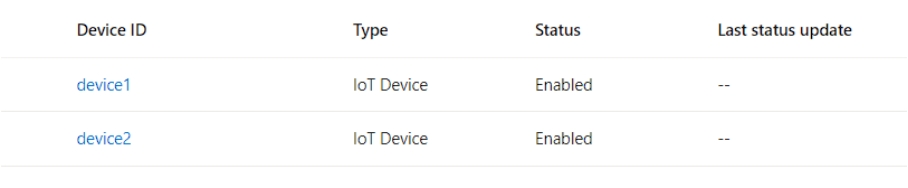 Device ID Type Status Last status update
device1 IoT Device Enabled --
device2 IoT Device Enabled --